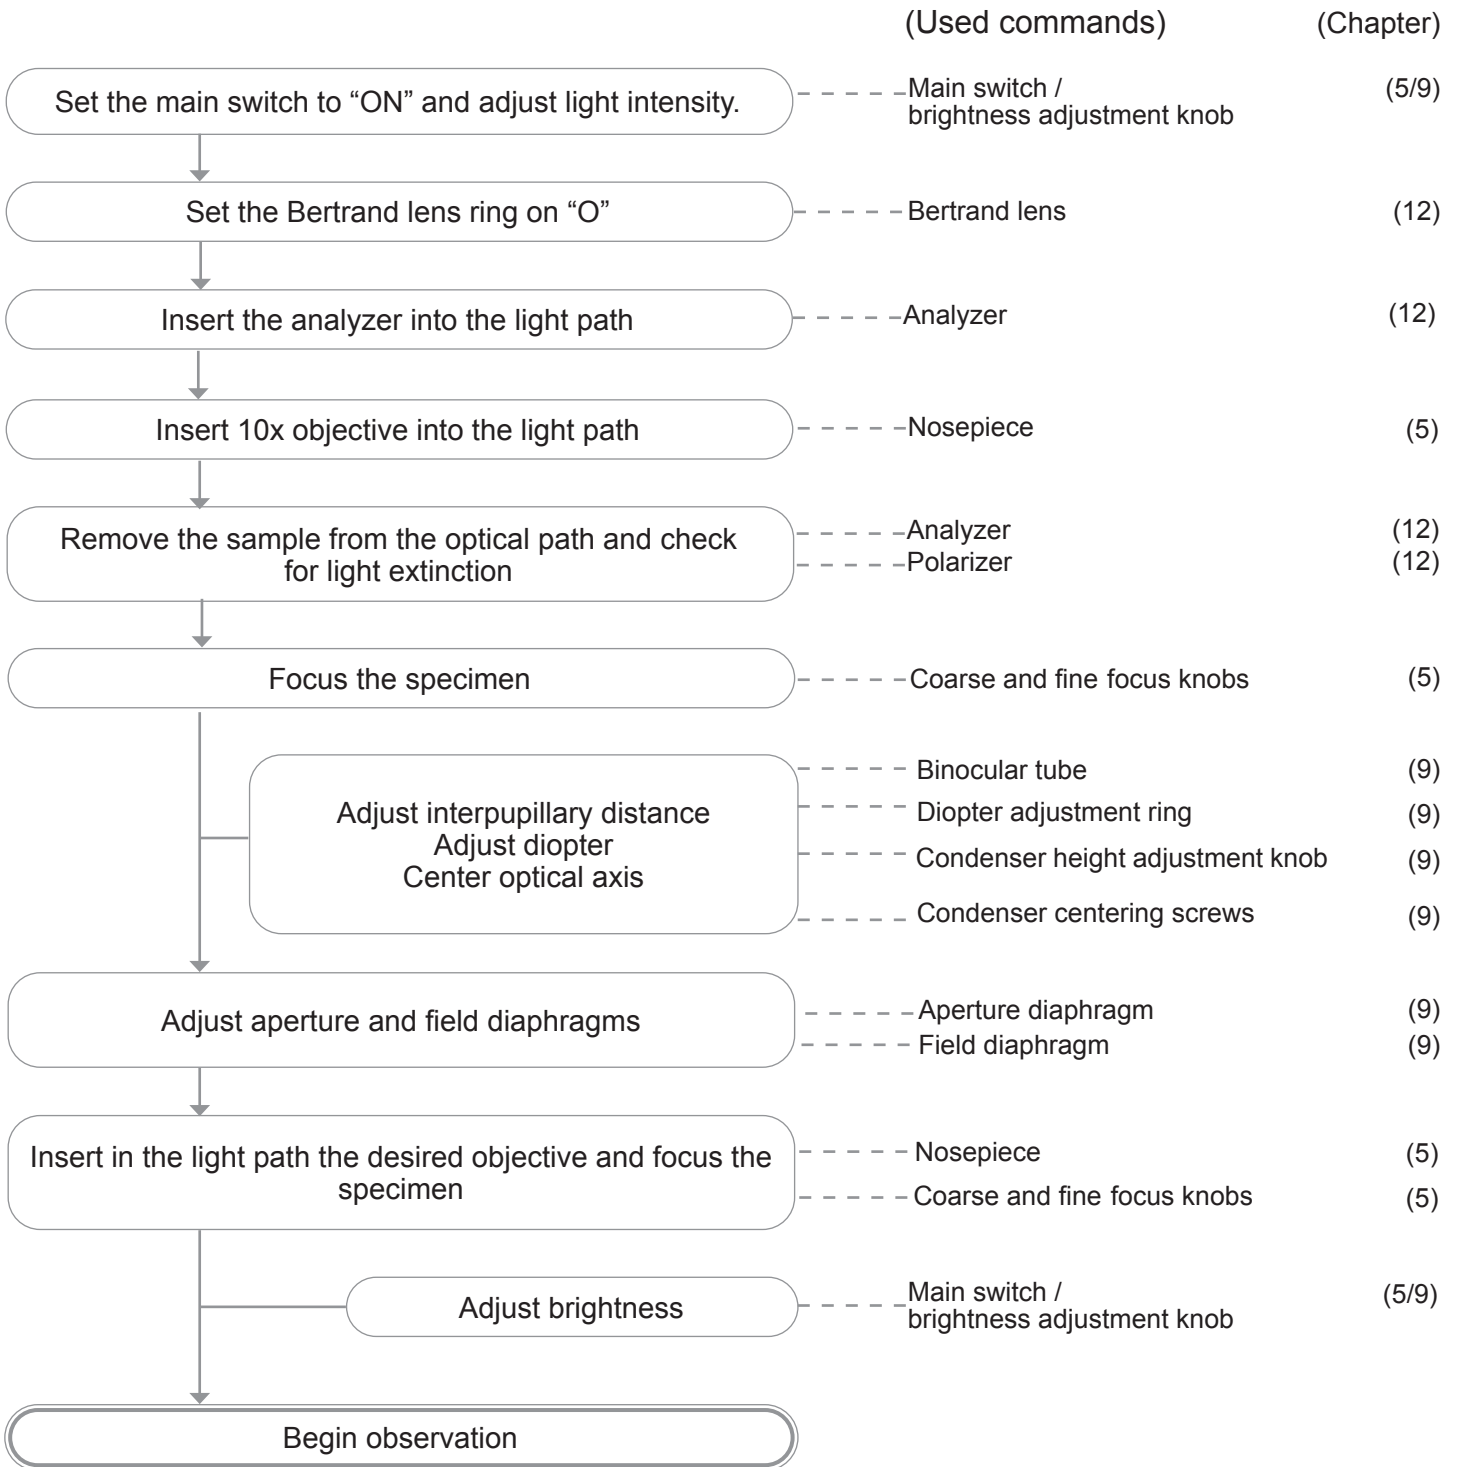 (Used commands) (Chapter)
Set the main switch to “ON” and adjust light intensity.
Main switch / (5/9)
brightness adjustment knob
Set the Bertrand lens ring on “O”
Bertrand lens (12)
Insert the analyzer into the light path
Analyzer (12)
Insert 10x objective into the light path
Nosepiece (5)
Remove the sample from the optical path and check
for light extinction
Analyzer (12)
Polarizer (12)
Focus the specimen
Coarse and fine focus knobs (5)
Adjust interpupillary distance
Adjust diopter
Center optical axis
Binocular tube (9)
Diopter adjustment ring (9)
Condenser height adjustment knob (9)
Condenser centering screws (9)
Adjust aperture and field diaphragms
Aperture diaphragm (9)
Field diaphragm (9)
Insert in the light path the desired objective and focus the
specimen
Nosepiece (5)
Coarse and fine focus knobs (5)
Adjust brightness
Main switch / (5/9)
brightness adjustment knob
Begin observation